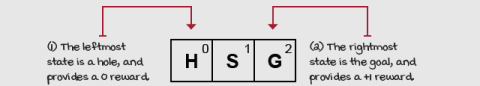 (1) The leftmost
state is a hole, and
provides a 0 reward.
H 0 S 1 G 2
(2) The rightmost
state is the goal, and
provides a +1 reward.